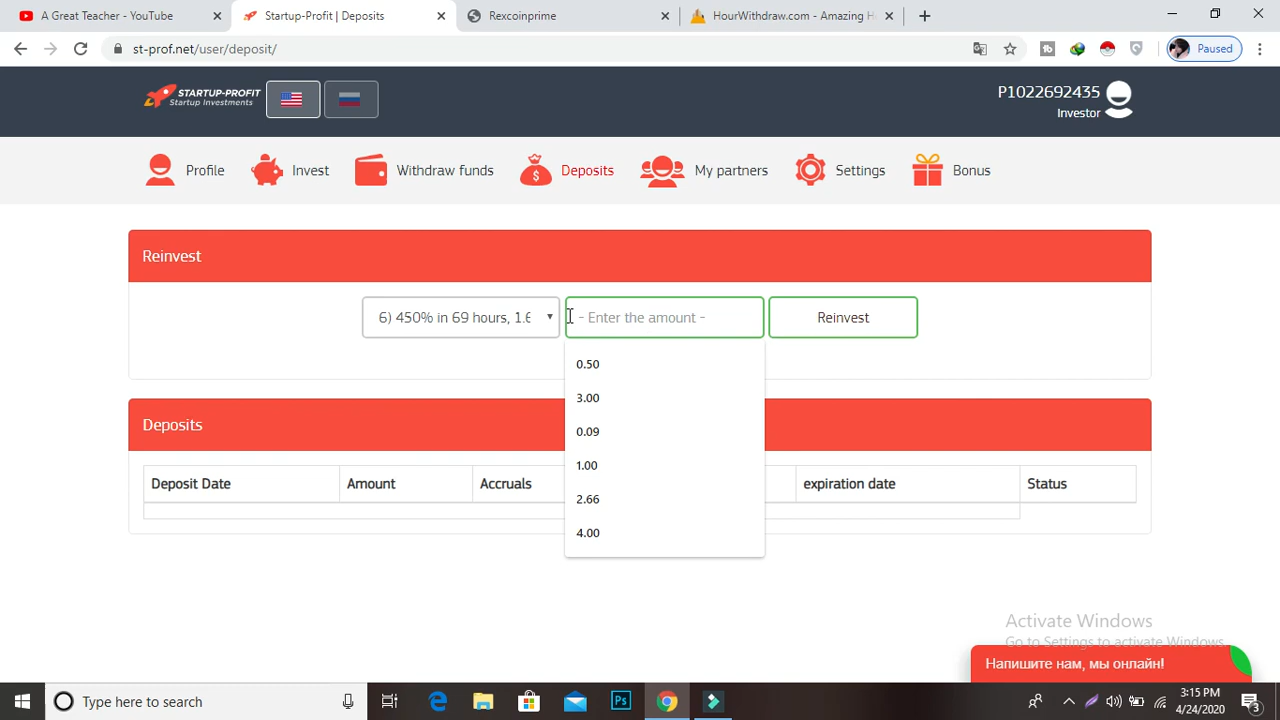 A Great Teacher - YouTube
Startup-Profit | Deposits
Rexcoinprime
HourWithdraw.com - Amazing H
st-prof.net/user/deposit/
Paused
STARTUP-PROFIT
Startup Investments
P1022692435
Investor
Profile
Invest
Withdraw funds
Deposits
My partners
Settings
Bonus
Reinvest
6) 450% in 69 hours, 1.6
- Enter the amount -
Reinvest
0.50
3.00
0.09
1.00
2.66
4.00
Deposits
Deposit Date
Amount
Accruals
expiration date
Status
Activate Windows
Go to Settings to activate Windows.
Напишите нам, мы онлайн!
Type here to search
3:15 PM
4/24/2020
3